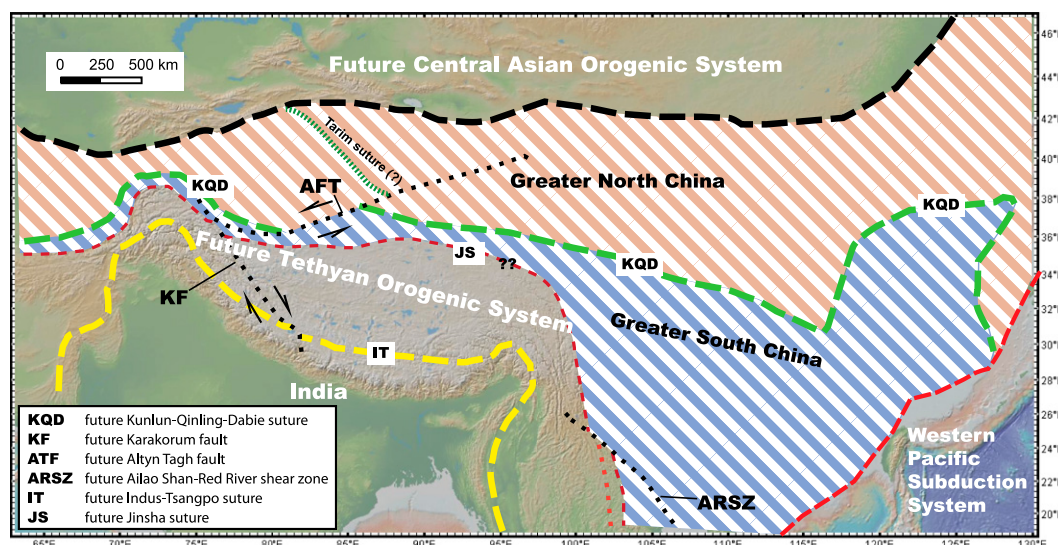 0 250 500 km
Future Central Asian Orogenic System
Tarim suture (?)
KQD
AFT
Greater North China
KQD
JS
??
KQD
Future Tethyan Orogenic System
KF
Greater South China
IT
India
KQD future Kunlun-Qinling-Dabie suture
KF future Karakorum fault
ATF future Altyn Tagh fault
ARSZ future Ailao Shan-Red River shear zone
IT future Indus-Tsangpo suture
JS future Jinsha suture
ARSZ
Western
Pacific
Subduction
System
46°
44°
42°
40°
38°
36°
34°
32°
30°
28°
26°
24°
22°
20°
65°E 70°E 75°E 80°E 85°E 90°E 95°E 100°E 105°E 110°E 115°E 120°E 125°E 130°E